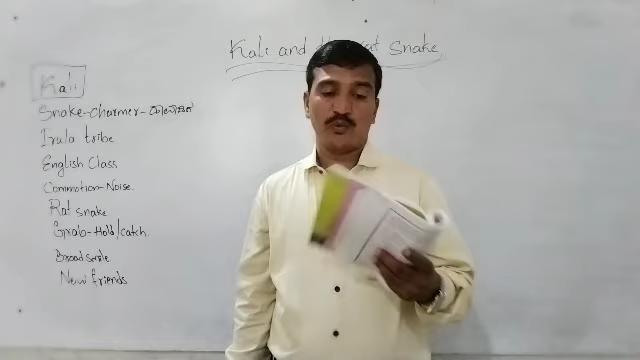 Kali and  Rat Snake
Kali
Snake-charmer-
Irula tribe
English Class
Commotion-Noise.
Rat snake
Grab-Hold/catch.
Broad smile
New friends